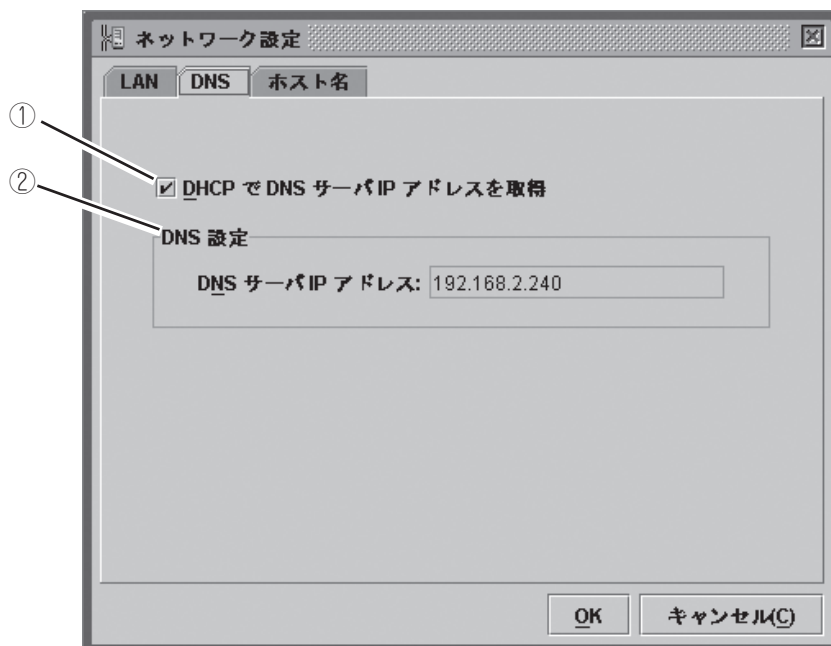 ネットワーク設定
LAN DNS ホスト名
①
DHCP で DNS サーバ IP アドレスを取得
②
DNS 設定
DNS サーバ IP アドレス: 192.168.2.240
OK キャンセル(C)